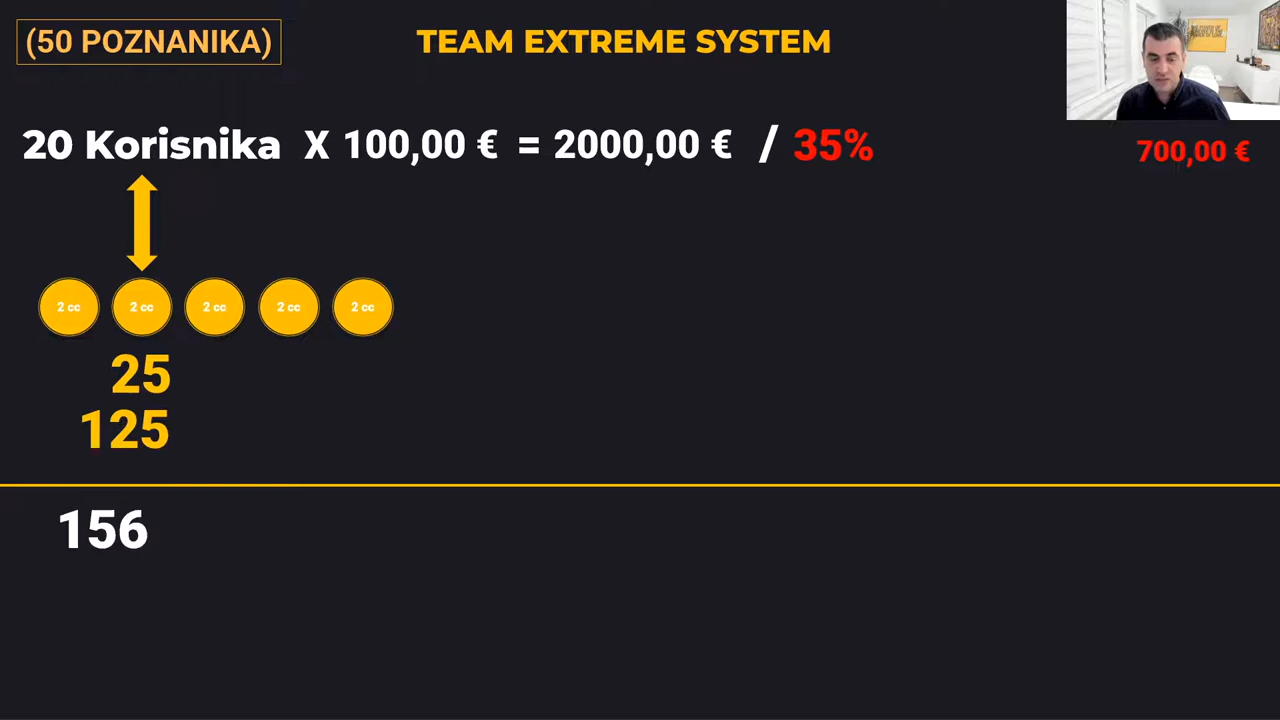 (50 POZNANIKA)
TEAM EXTREME SYSTEM
20 Korisnika X 100,00 € = 2000,00 € / 35%
700,00 €
2 cc 2 cc 2 cc 2 cc 2 cc
25
125
156